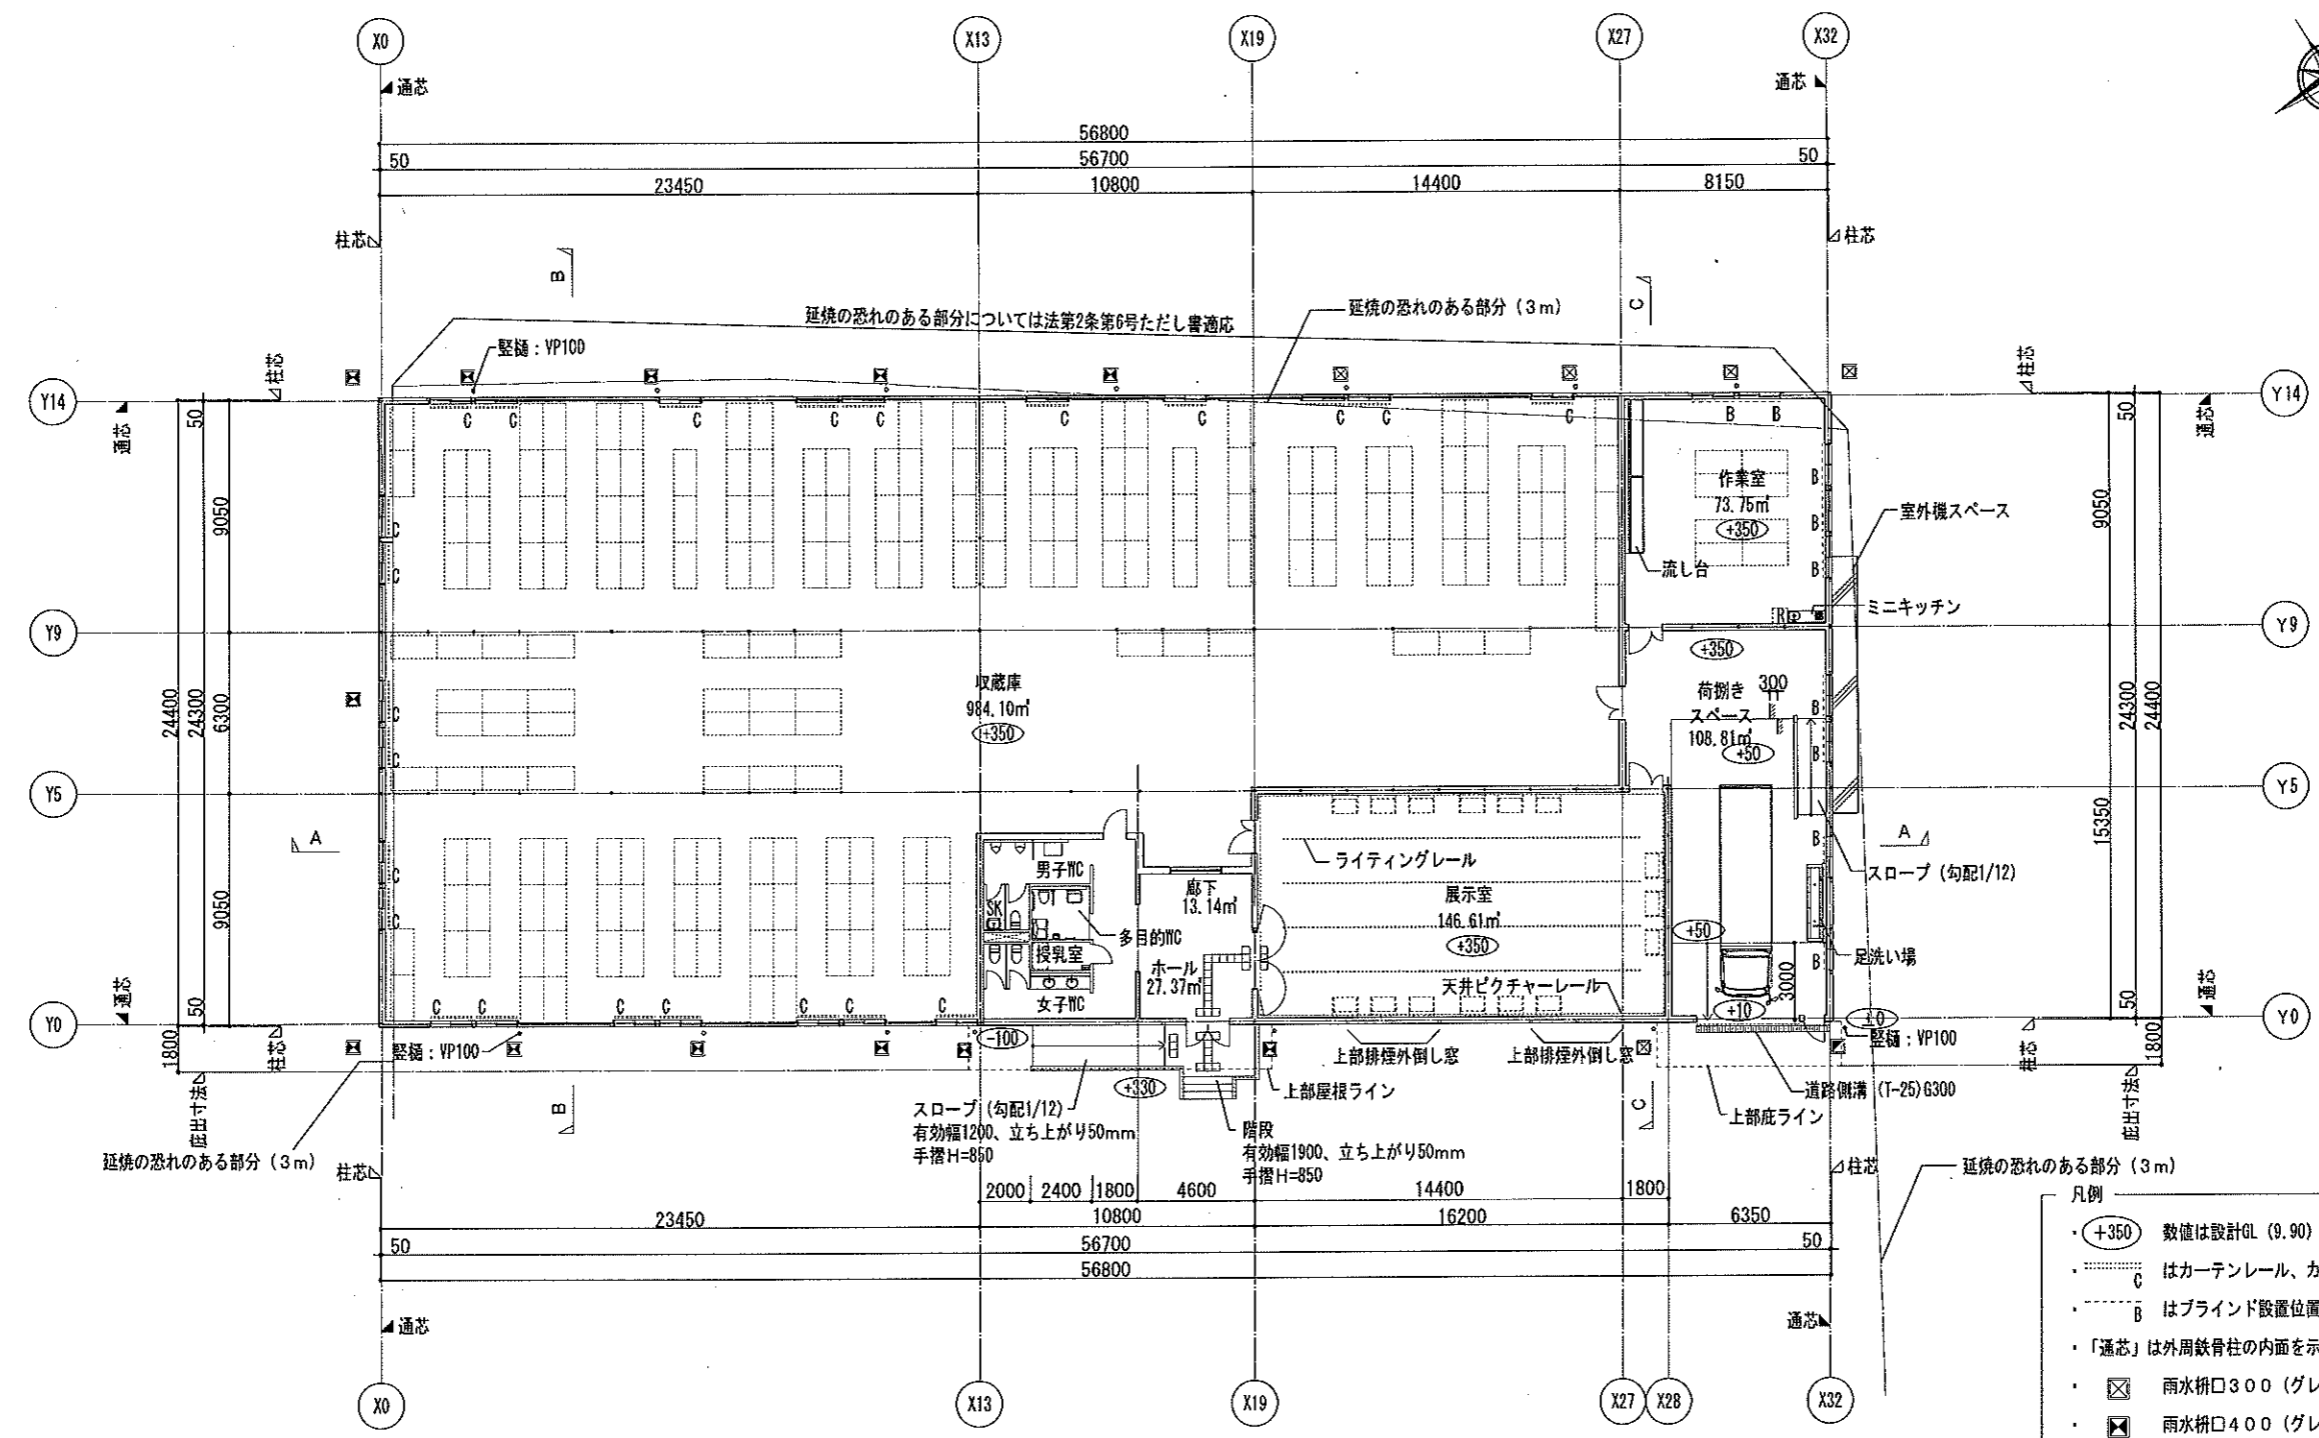 X0
X13
X19
X27
X32
通芯
通芯
56800
50
56700
50
23450
10800
14400
8150
柱芯
柱芯
B
C
延焼の恐れのある部分については法第2条第6号ただし書適応
延焼の恐れのある部分（3ｍ）
竪樋：VP100
柱芯
柱芯
Y14
Y14
通芯
50
50
通芯
C
C
C
C
C
C
C
C
C
C
B
B
作業室
73.75㎡
+350
B
B
B
9050
9050
C
C
室外機スペース
流し台
ミニキッチン
R
Y9
Y9
+350
24400
24300
6300
収蔵庫
984.10㎡
+350
荷捌き
スペース
300
108.81㎡
+50
B
B
C
C
24300
24400
Y5
Y5
15350
A
A
B
ライティングレール
スロープ（勾配1/12）
男子WC
廊下
13.14㎡
展示室
146.61㎡
+350
SK
多目的WC
授乳室
ホール
27.37㎡
女子WC
天井ピクチャーレール
+50
3000
足洗い場
B
9050
C
C
C
C
C
C
C
C
C
通芯
50
50
通芯
Y0
Y0
+10
±0
-100
+330
1800
1800
柱芯
柱芯
竪樋：VP100
竪樋：VP100
上部排煙外倒し窓
上部排煙外倒し窓
道路側溝（T-25）G300
上部屋根ライン
上部庇ライン
庇出寸法
庇出寸法
B
C
スロープ（勾配1/12）
有効幅1200、立ち上がり50mm
手摺H=850
階段
有効幅1900、立ち上がり50mm
手摺H=850
延焼の恐れのある部分（3ｍ）
延焼の恐れのある部分（3ｍ）
柱芯
柱芯
2000
2400
1800
4600
14400
1800
23450
10800
16200
6350
50
56700
50
56800
通芯
通芯
X0
X13
X19
X27
X28
X32
凡例
・+350 数値は設計GL（9.90）
・C はカーテンレール、
・B はブラインド設置位置
・「通芯」は外周鉄骨柱の内面を示
・雨水桝□３００（グレ
・雨水桝□４００（グレ